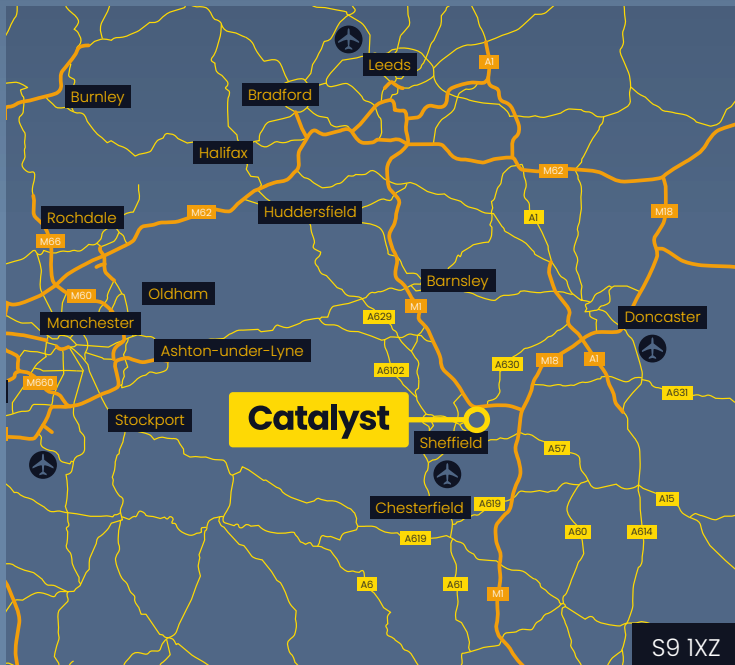 A1
Leeds
Burnley
Bradford
Halifax
M62
Rochdale
M62
Huddersfield
A1
M18
M66
Barnsley
M60
Oldham
M1
A629
Manchester
Doncaster
Ashton-under-Lyne
A630
M18
A1
A6102
M660
A631
Stockport
Catalyst
Sheffield
A57
Chesterfield
A619
A15
A619
A60
A614
A6
A61
M1
S9 1XZ